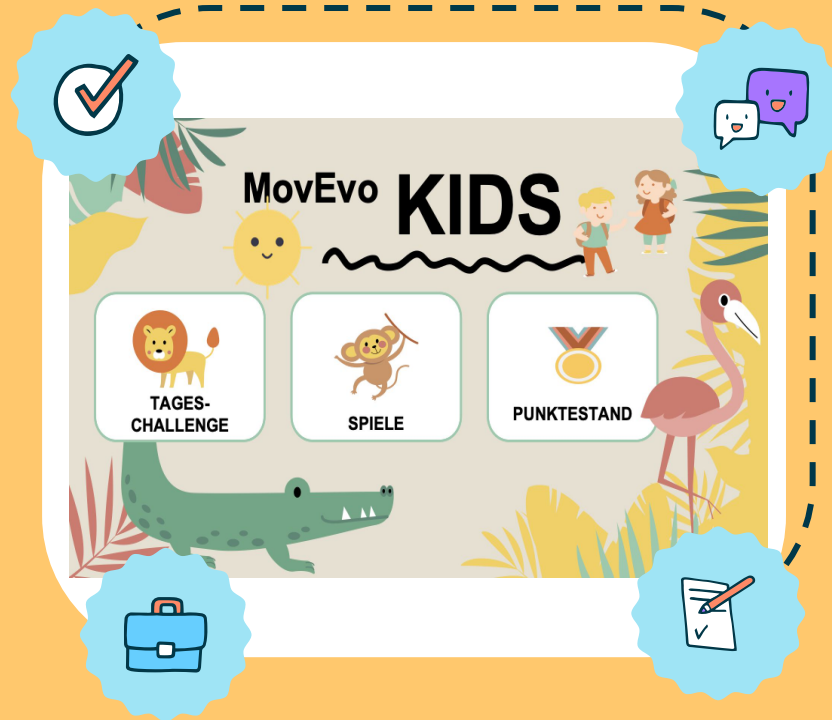 MovEvo KIDS
TAGES-
CHALLENGE
SPIELE
PUNKTESTAND